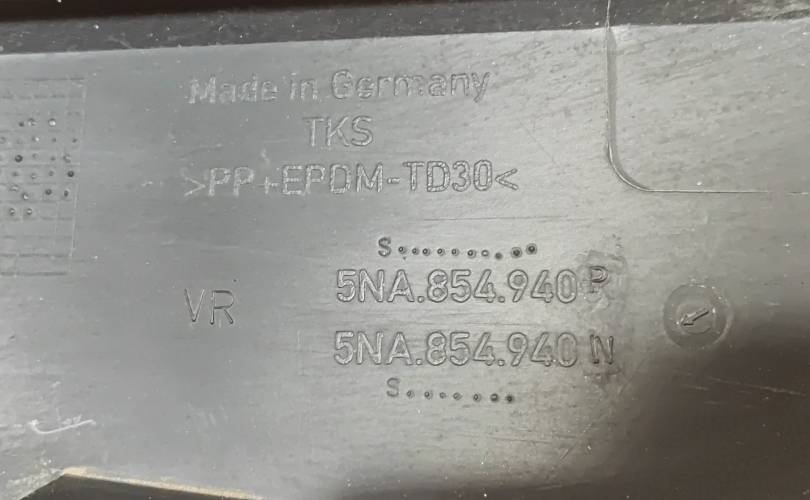 Made in Germany
TKS
>PP+EPDM-TD30<
S
5NA.854.940 P
VR
5NA.854.940 N
S